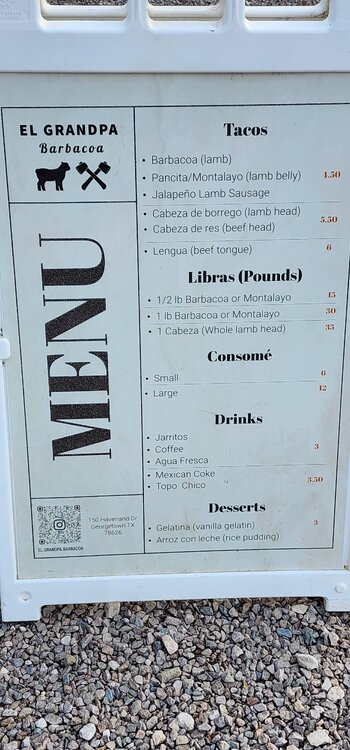 EL GRANDPA
Barbacoa
MENU
EL.GRANDPA.BARBACOA
150 Haverland Dr
Georgetown TX
78626
Tacos
• Barbacoa (lamb)
• Pancita/Montalayo (lamb belly) 4.50
• Jalapeño Lamb Sausage
• Cabeza de borrego (lamb head)
• Cabeza de res (beef head) 5.50
• Lengua (beef tongue) 6
Libras (Pounds)
• 1/2 lb Barbacoa or Montalayo 15
• 1 lb Barbacoa or Montalayo 30
• 1 Cabeza (Whole lamb head) 35
Consomé
• Small 6
• Large 12
Drinks
• Jarritos
• Coffee 3
• Agua Fresca
• Mexican Coke
• Topo Chico 3.50
Desserts
• Gelatina (vanilla gelatin) 3
• Arroz con leche (rice pudding)